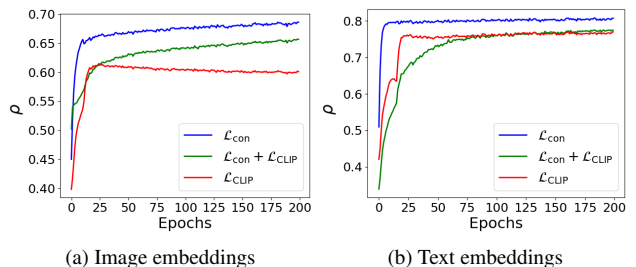 0.70
0.65
0.60
0.55
0.50
0.45
0.40
ρ
0 25 50 75 100 125 150 175 200
Epochs
ℒcon
ℒcon + ℒCLIP
ℒCLIP
(a) Image embeddings
0.8
0.7
0.6
0.5
0.4
ρ
0 25 50 75 100 125 150 175 200
Epochs
ℒcon
ℒcon + ℒCLIP
ℒCLIP
(b) Text embeddings